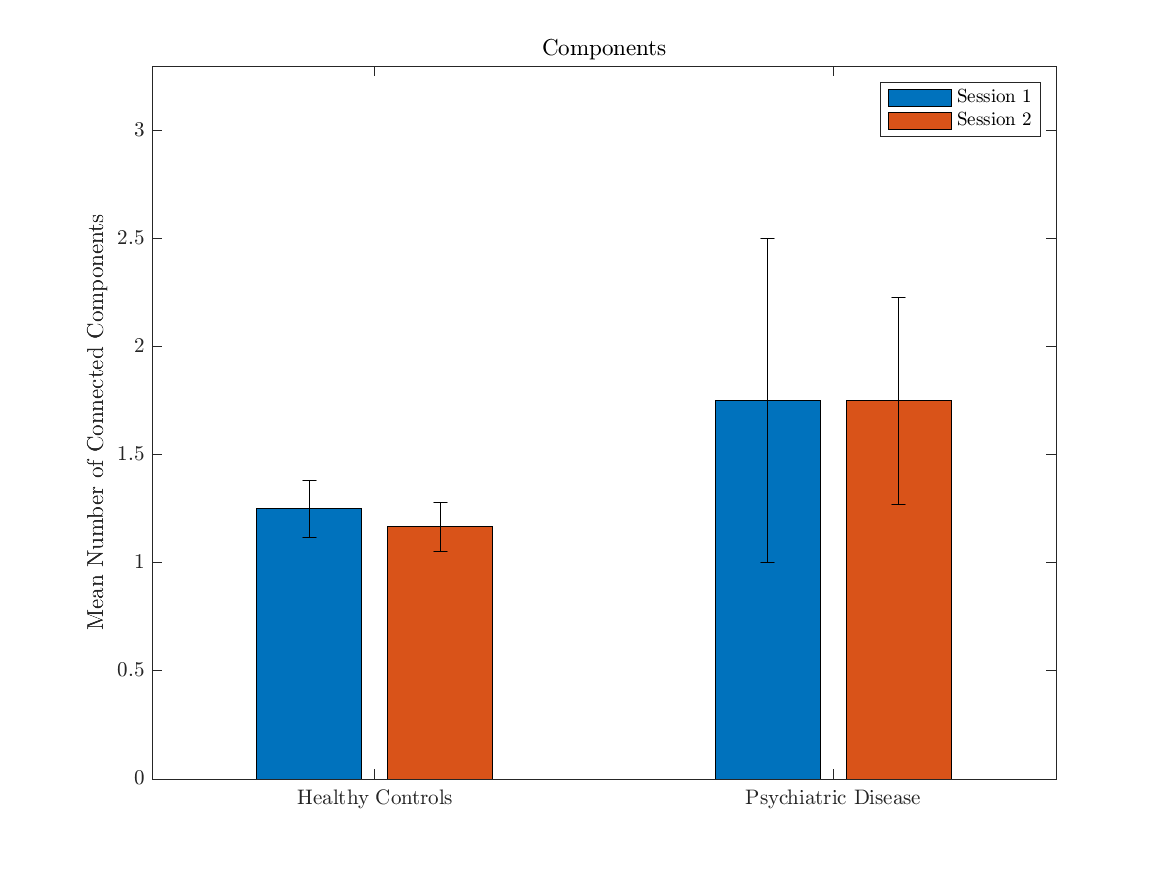 Components
Session 1
Session 2
Mean Number of Connected Components
3
2.5
2
1.5
1
0.5
0
Healthy Controls
Psychiatric Disease